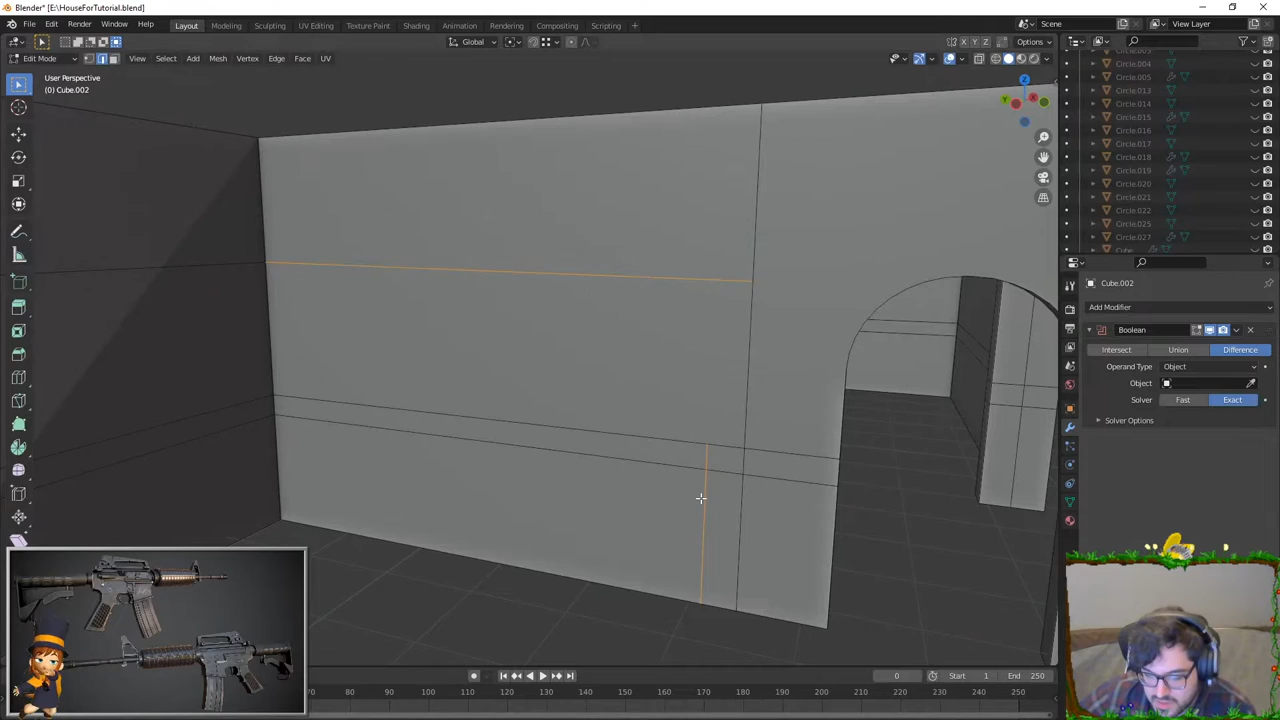 Blender* [E:\HouseForTutorial.blend]
File Edit Render Window Help Layout Modeling Sculpting UV Editing Texture Paint Shading Animation Rendering Compositing Scripting + Scene View Layer
Global Options
Edit Mode View Select Add Mesh Vertex Edge Face UV
User Perspective
(0) Cube.002
X Y Z
Z
Y
X
Circle.004
Circle.005
Circle.013
Circle.014
Circle.015
Circle.016
Circle.017
Circle.018
Circle.019
Circle.020
Circle.021
Circle.022
Circle.025
Circle.027
Cube
Cube.002
Add Modifier
Boolean
Intersect Union Difference
Operand Type Object
Object
Solver Fast Exact
Solver Options
0 Start 1 End 250
70 80 90 100 110 120 130 140 150 160 170 180 190 200 210 220 230 240 250